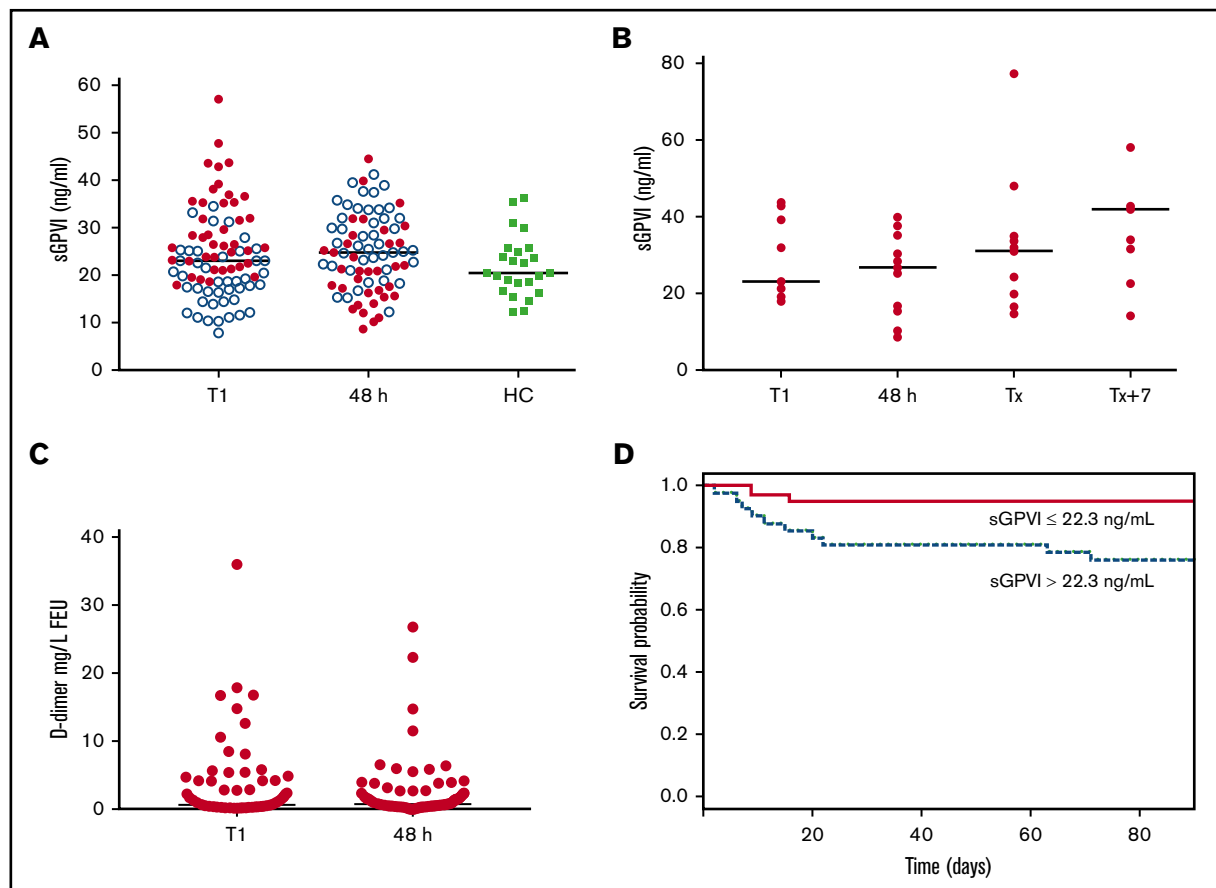 A
sGPVI (ng/ml)
60
50
40
30
20
10
0
T1 48 h HC
B
sGPVI (ng/ml)
80
60
40
20
0
T1 48 h Tx Tx+7
C
D-dimer mg/L FEU
40
30
20
10
0
T1 48 h
D
Survival probability
1.0
0.8
0.6
0.4
0.2
0.0
sGPVI ≤ 22.3 ng/mL
sGPVI > 22.3 ng/mL
20 40 60 80
Time (days)